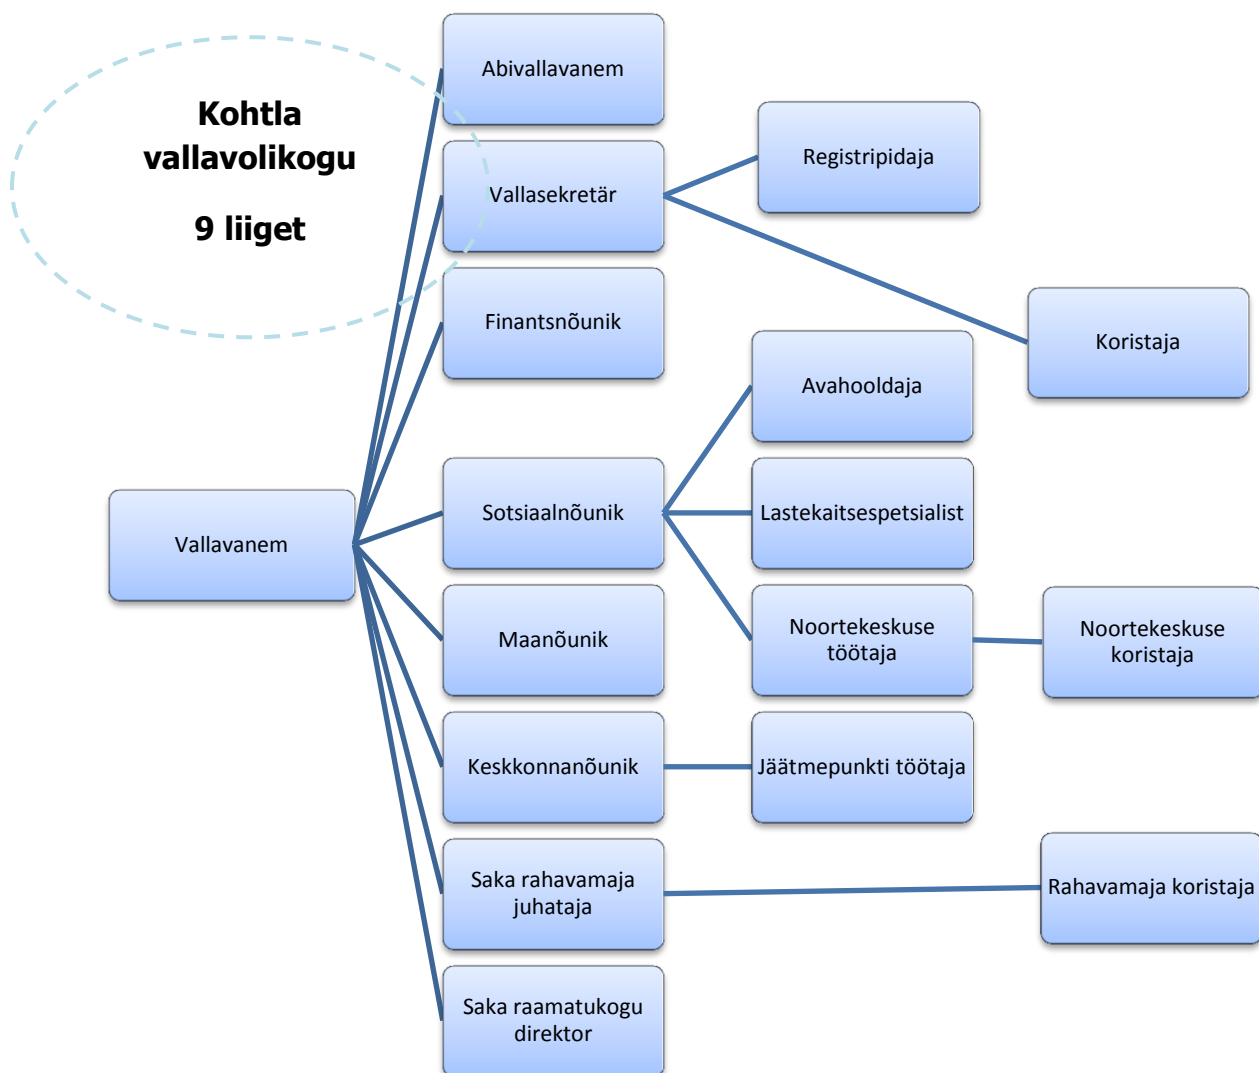 Kohtla
vallavolikogu
9 liiget
Abivallavanem
Vallasekretär
Registripidaja
Koristaja
Finantsnõunik
Vallavanem
Sotsiaalnõunik
Avahooldaja
Lastekaitsespetsialist
Noortekeskuse
töötaja
Noortekeskuse
koristaja
Maanõunik
Keskkonnanõunik
Jäätmepunkti töötaja
Saka rahavamaja
juhataja
Rahavamaja koristaja
Saka raamatukogu
direktor